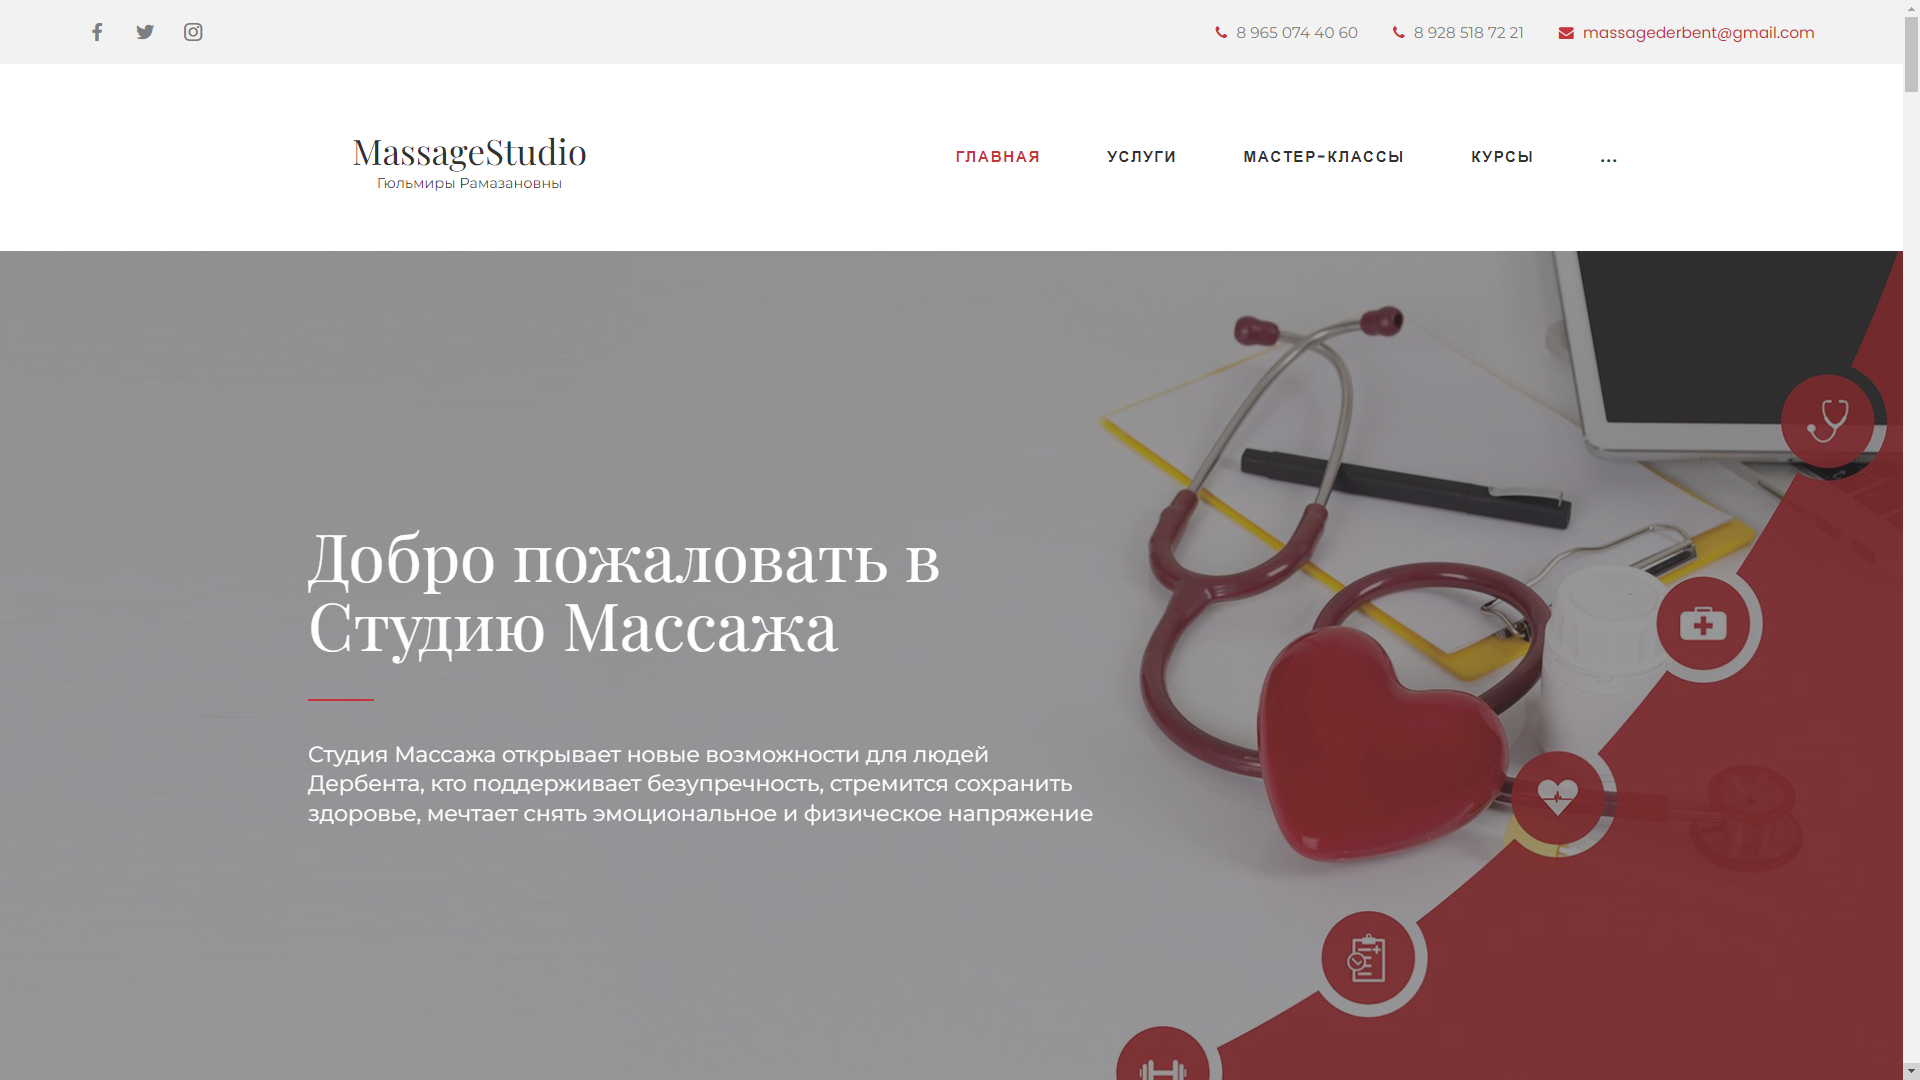 8 965 074 40 60
8 928 518 72 21
massagederbent@gmail.com
MassageStudio
Гюльмиры Рамазановны
ГЛАВНАЯ
УСЛУГИ
МАСТЕР-КЛАССЫ
КУРСЫ
...
Добро пожаловать в
Студию Массажа
Студия Массажа открывает новые возможности для людей
Дербента, кто поддерживает безупречность, стремится сохранить
здоровье, мечтает снять эмоциональное и физическое напряжение